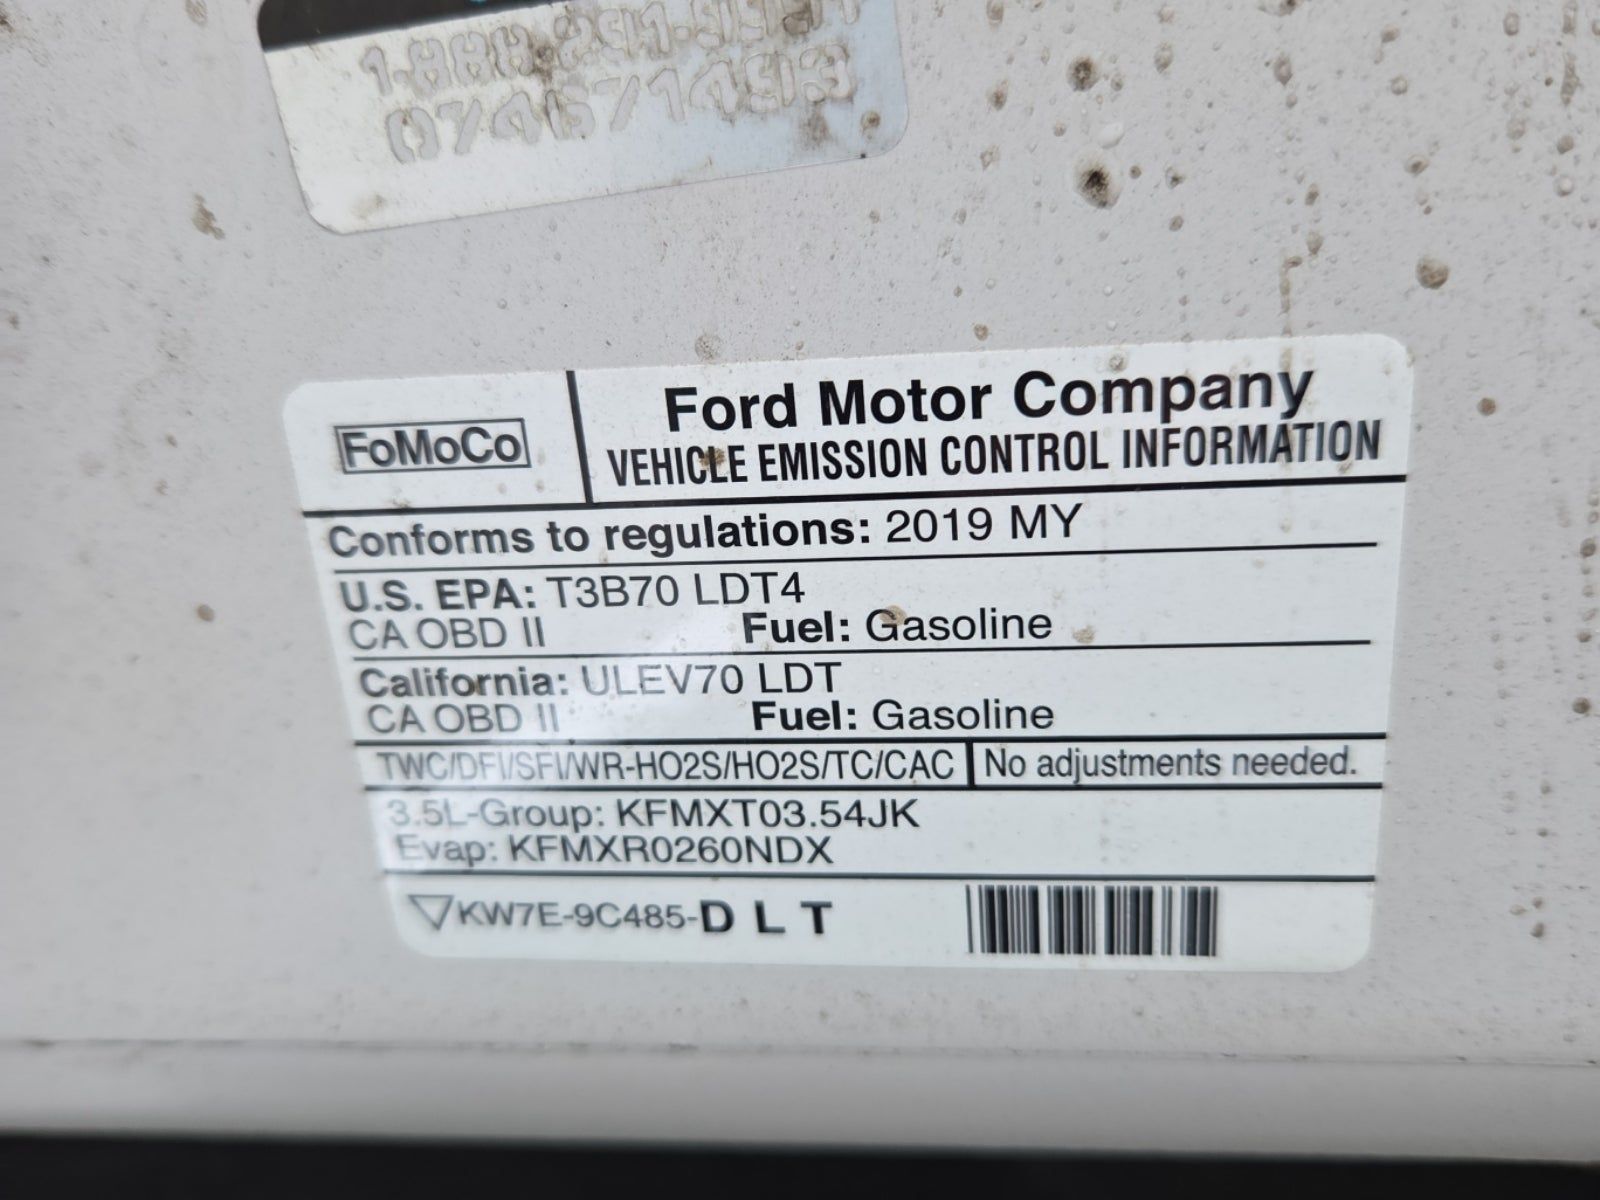 FoMoCo
Ford Motor Company
VEHICLE EMISSION CONTROL INFORMATION
Conforms to regulations: 2019 MY
U.S. EPA: T3B70 LDT4
CA OBD II Fuel: Gasoline
California: ULEV70 LDT
CA OBD II Fuel: Gasoline
TWC/DFI/SFI/WR-HO2S/HO2S/TC/CAC No adjustments needed.
3.5L-Group: KFMXT03.54JK
Evap: KFMXR0260NDX
KW7E-9C485-D L T